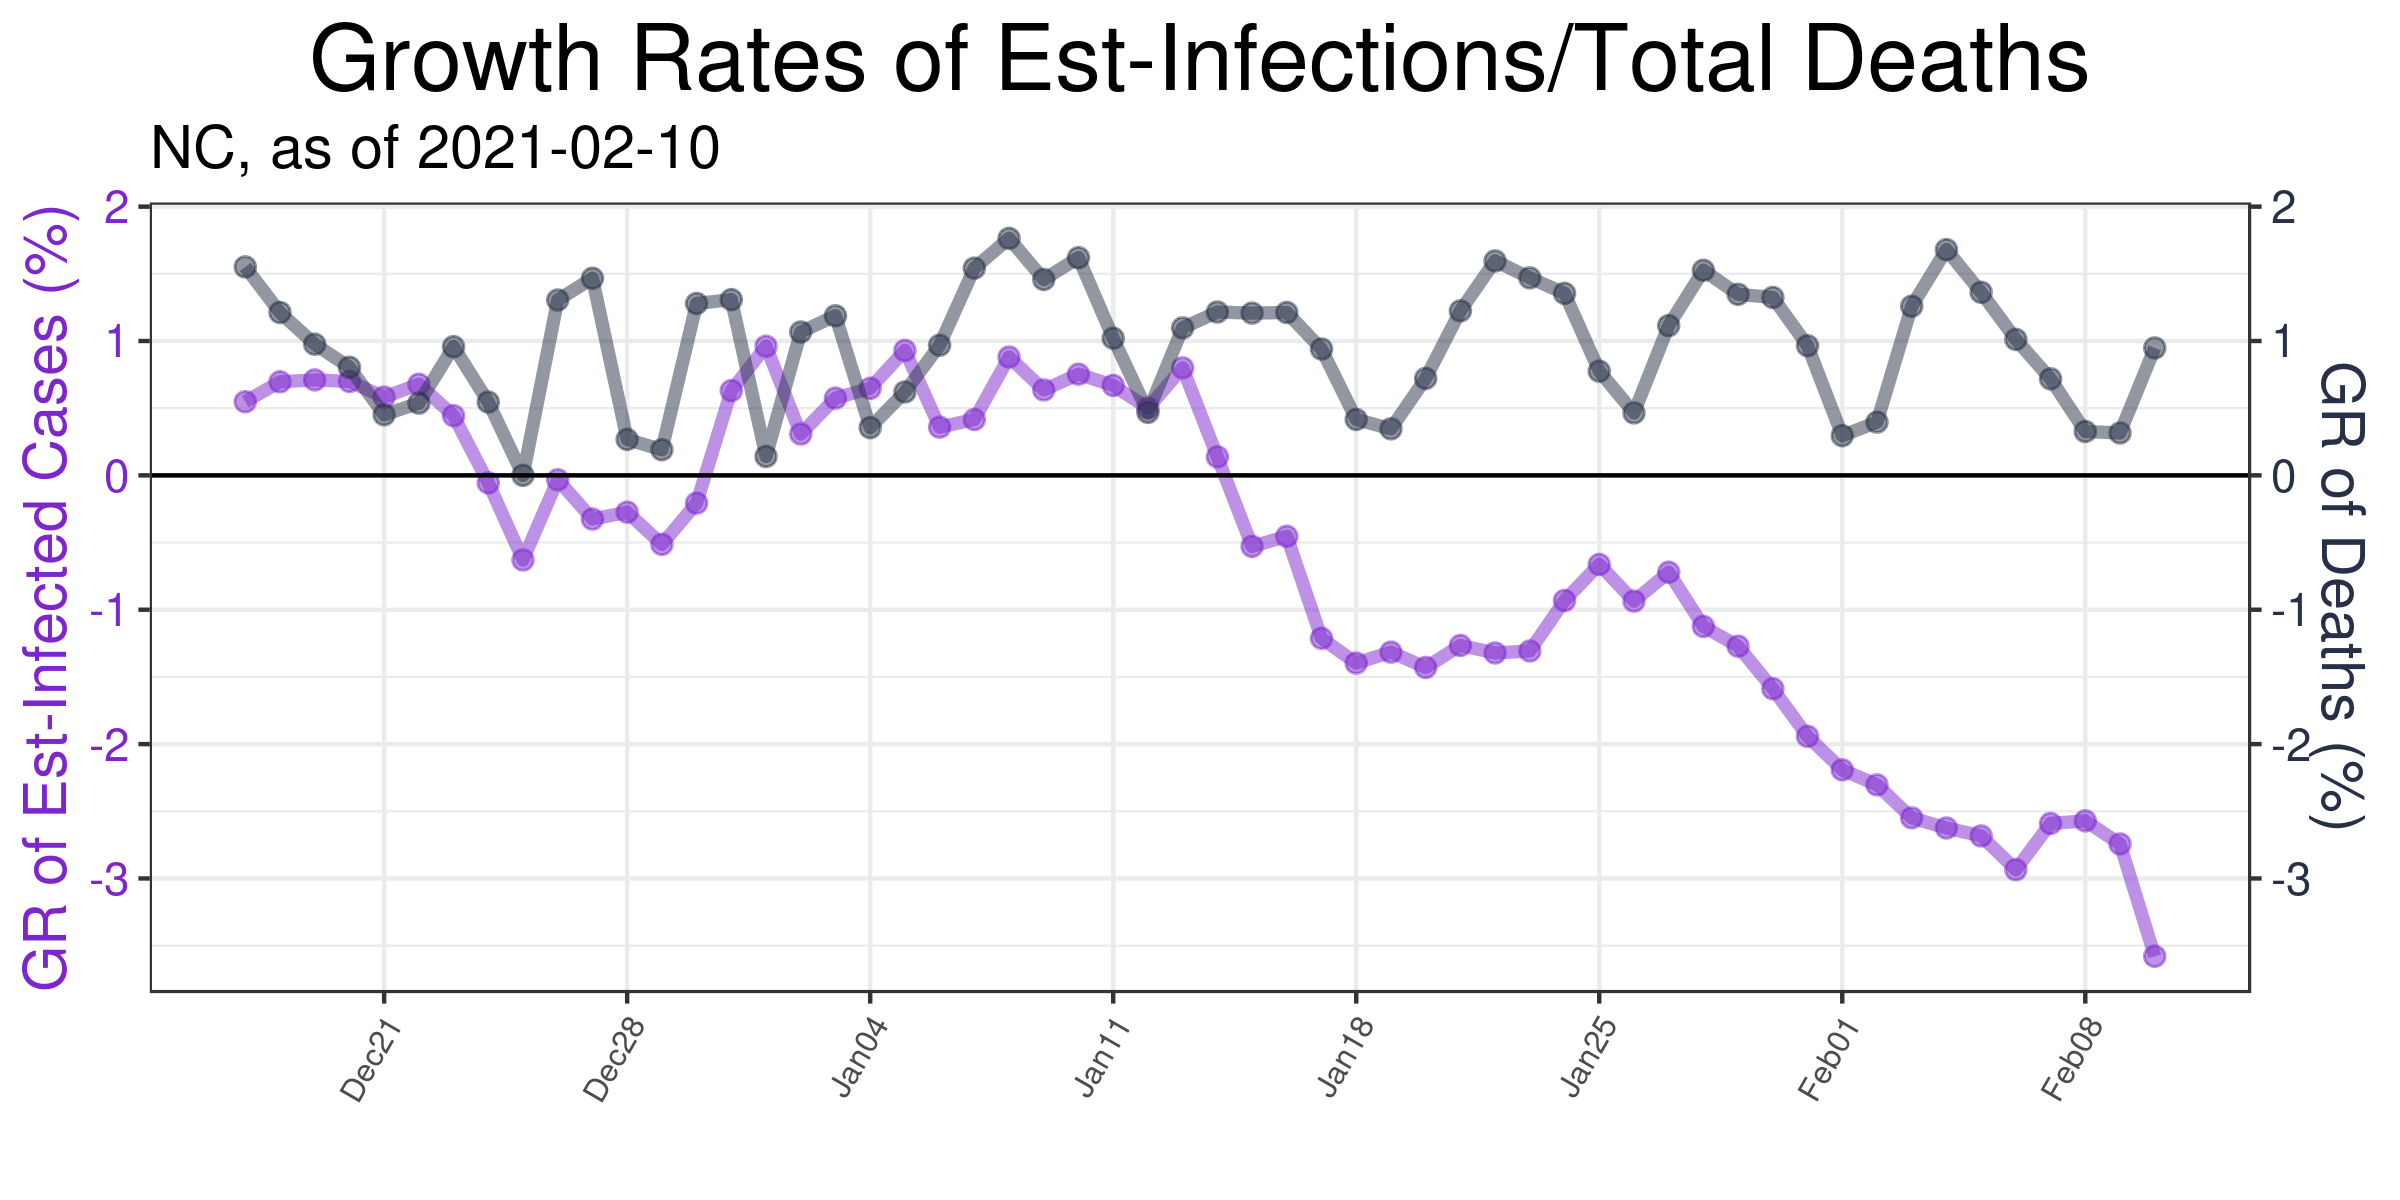 Growth Rates of Est-Infections/Total Deaths
NC, as of 2021-02-10
GR of Est-Infected Cases (%)
2
1
0
-1
-2
-3
2
1
0
-1
-2
-3
GR of Deaths (%)
Dec21
Dec28
Jan04
Jan11
Jan18
Jan25
Feb01
Feb08